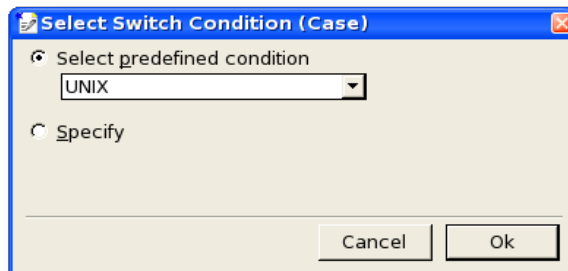 Select Switch Condition (Case)
Select predefined condition
UNIX
Specify
Cancel Ok